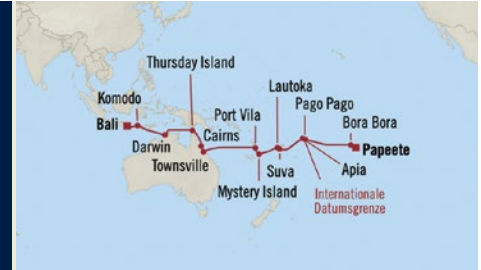 Thursday Island
Komodo
Bali
Darwin
Townsville
Cairns
Port Vila
Mystery Island
Lautoka
Suva
Pago Pago
Apia
Bora Bora
Papeete
Internationale
Datumsgrenze